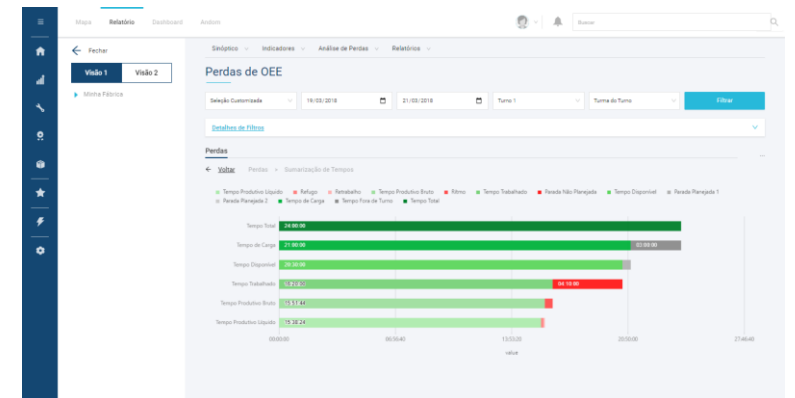 Mapa Relatório Dashboard Andom
Buscar
Fechar
Visão 1 Visão 2
Minha Fábrica
Sinóptico Indicadores Análise de Perdas Relatórios
Perdas de OEE
Seleção Customizada 19/03/2018 21/03/2018 Turno 1 Turma do Turno Filtrar
Detalhes de Filtros
Perdas
Voltar Perdas Sumarização de Tempos
Tempo Produtivo Líquido Refugo Retrabalho Tempo Produtivo Bruto Ritmo Tempo Trabalhado Parada Não Planejada Tempo Disponível Parada Planejada 1
Parada Planejada 2 Tempo de Carga Tempo Fora de Turno Tempo Total
Tempo Total 24:00:00
Tempo de Carga 21:00:00 03:00:00
Tempo Disponível 20:30:00
Tempo Trabalhado
Tempo Produtivo Bruto 15:51:44
Tempo Produtivo Líquido 15:38:24
00:00:00 13:53:20 27:46:40
value